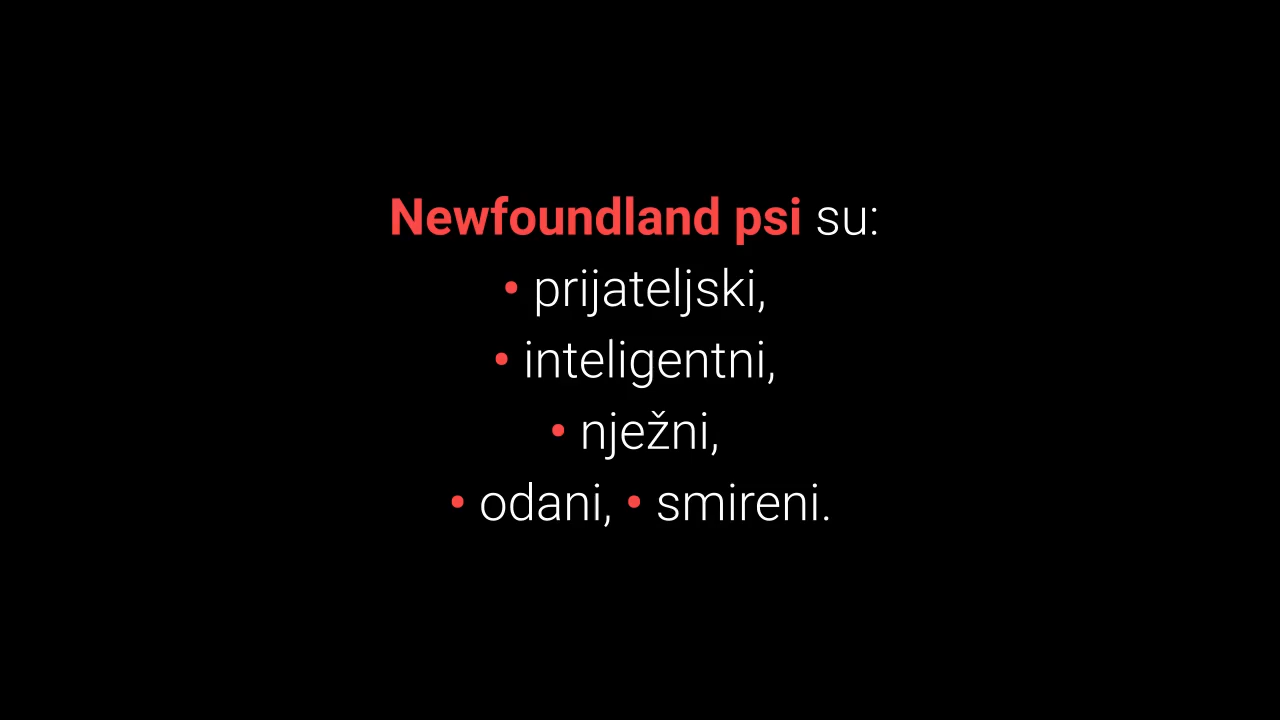 Newfoundland psi su:
• prijateljski,
• inteligentni,
• nježni,
• odani, • smireni.